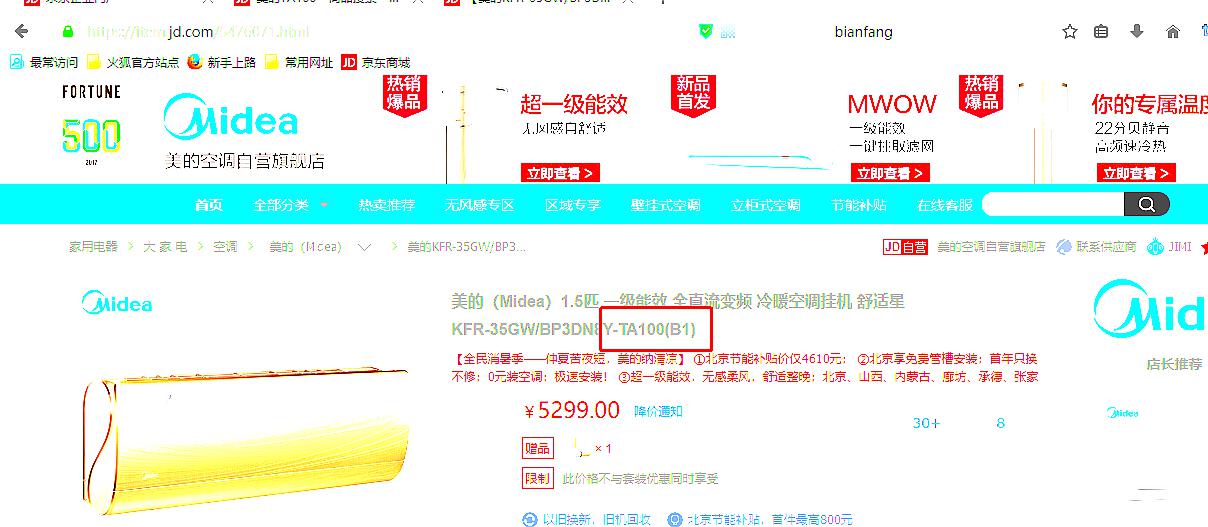 https://item.jd.com/5476071.html
bianfang
最常访问 火狐官方站点 新手上路 常用网址 JD 京东商城
FORTUNE
500
2017
Midea
美的空调自营旗舰店
热销爆品
超一级能效
无风感自舒适
立即查看 >
新品首发
MWOW
一级能效
一键挑取滤网
立即查看 >
热销爆品
你的专属温度
22分贝静音
高频速冷热
立即查看 >
首页 全部分类 热卖推荐 无风感专区 区域专享 壁挂式空调 立柜式空调 节能补贴 在线客服
家用电器 > 大 家 电 > 空调 > 美的（Midea） > 美的KFR-35GW/BP3...
JD 自营 美的空调自营旗舰店 联系供应商 JIMI
Midea
美的（Midea）1.5匹 一级能效 全直流变频 冷暖空调挂机 舒适星
KFR-35GW/BP3DN8Y-TA100(B1)
【全民消暑季——仲夏苦夜短，美的纳清凉】 ①北京节能补贴价仅4610元； ②北京享免费管槽安装；首年只换
不修；0元装空调；极速安装！ ③超一级能效，无感柔风，舒适整晚；北京、山西、内蒙古、廊坊、承德、张家
￥5299.00 降价通知
30+ 8
赠品 × 1
限制 此价格不与套装优惠同时享受
以旧换新，旧机回收 北京节能补贴，首件最高800元
Mid
店长推荐
Midea